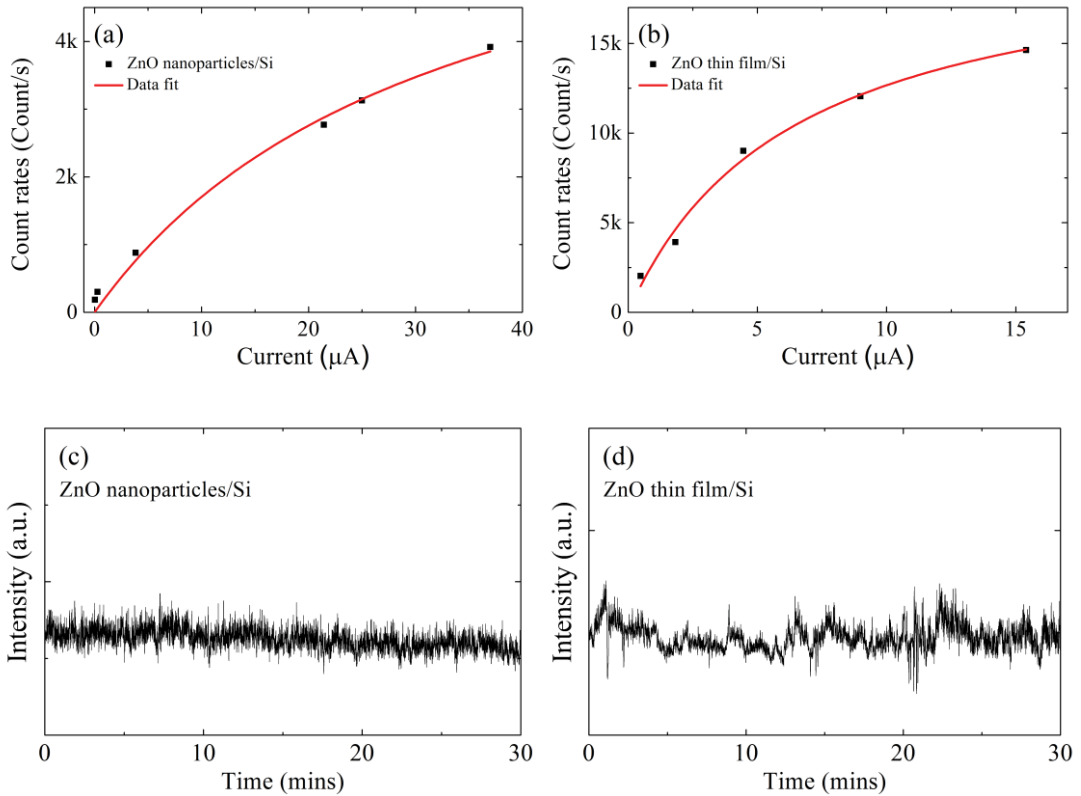 (a)
ZnO nanoparticles/Si
Data fit
Count rates (Count/s)
4k
2k
0
0 10 20 30 40
Current (μA)
(b)
ZnO thin film/Si
Data fit
Count rates (Count/s)
15k
10k
5k
0
0 5 10 15
Current (μA)
(c)
ZnO nanoparticles/Si
Intensity (a.u.)
0 10 20 30
Time (mins)
(d)
ZnO thin film/Si
Intensity (a.u.)
0 10 20 30
Time (mins)